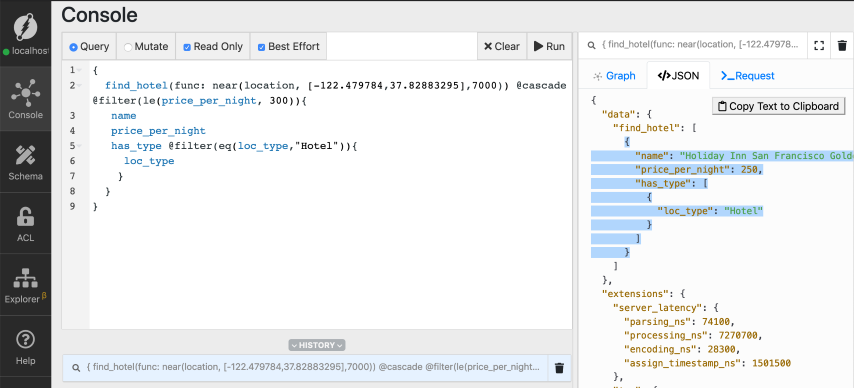 Console
localhos
Console
Schema
ACL
Explorer β
Help
Query Mutate Read Only Best Effort Clear Run
1 {
2 find_hotel(func: near(location, [-122.479784,37.82883295],7000)) @cascade
@filter(le(price_per_night, 300)){
3 name
4 price_per_night
5 has_type @filter(eq(loc_type,"Hotel")){
6 loc_type
7 }
8 }
9 }
HISTORY
{ find_hotel(func: near(location, [-122.479784,37.82883295],7000)) @cascade @filter(le(price_per_night...
{ find_hotel(func: near(location, [-122.4797...
Graph JSON Request
Copy Text to Clipboard
{
"data": {
"find_hotel": [
{
"name": "Holiday Inn San Francisco Gold
"price_per_night": 250,
"has_type": [
{
"loc_type": "Hotel"
}
]
}
]
},
"extensions": {
"server_latency": {
"parsing_ns": 74100,
"processing_ns": 7270700,
"encoding_ns": 28300,
"assign_timestamp_ns": 1501500
},